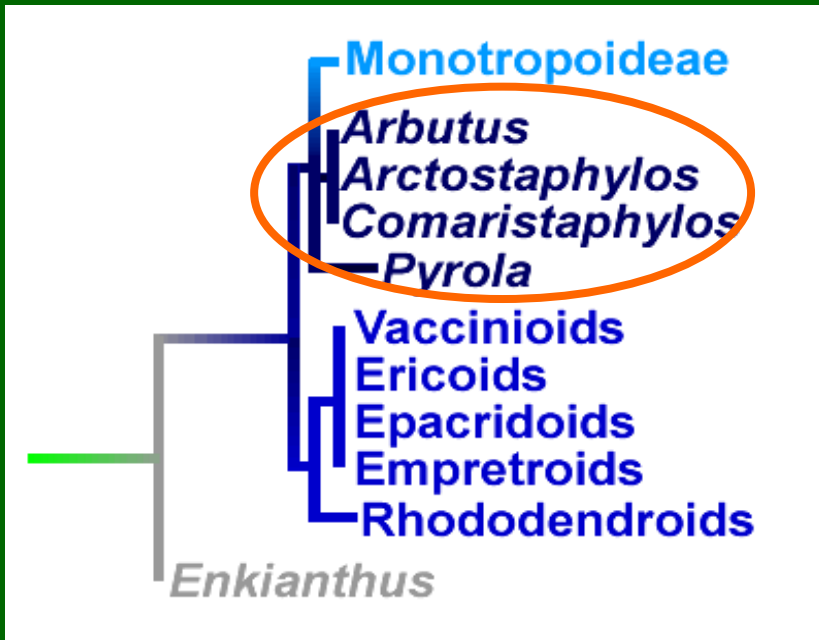 Monotropoideae
Arbutus
Arctostaphylos
Comaristaphylos
Pyrola
Vaccinioids
Ericoids
Epacridoids
Empretroids
Rhododendroids
Enkianthus